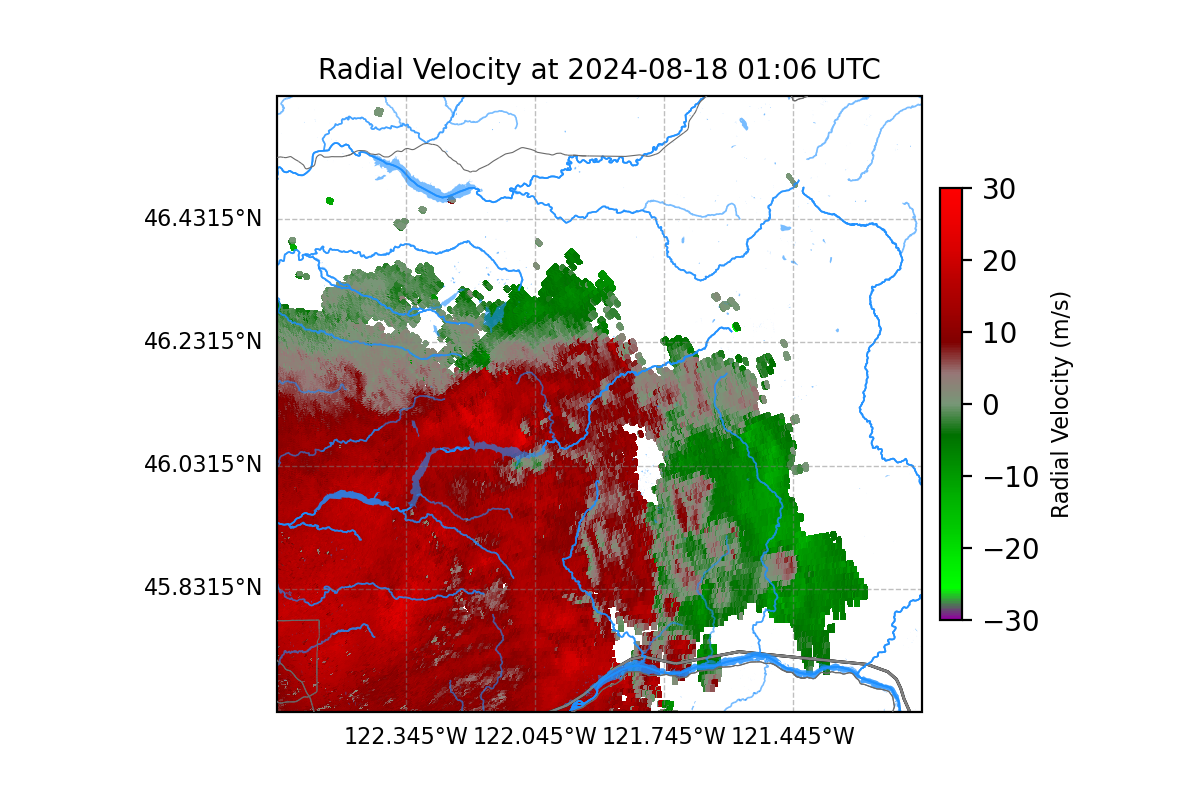 Radial Velocity at 2024-08-18 01:06 UTC
46.4315°N
46.2315°N
46.0315°N
45.8315°N
122.345°W 122.045°W 121.745°W 121.445°W
30
20
10
0
−10
−20
−30
Radial Velocity (m/s)